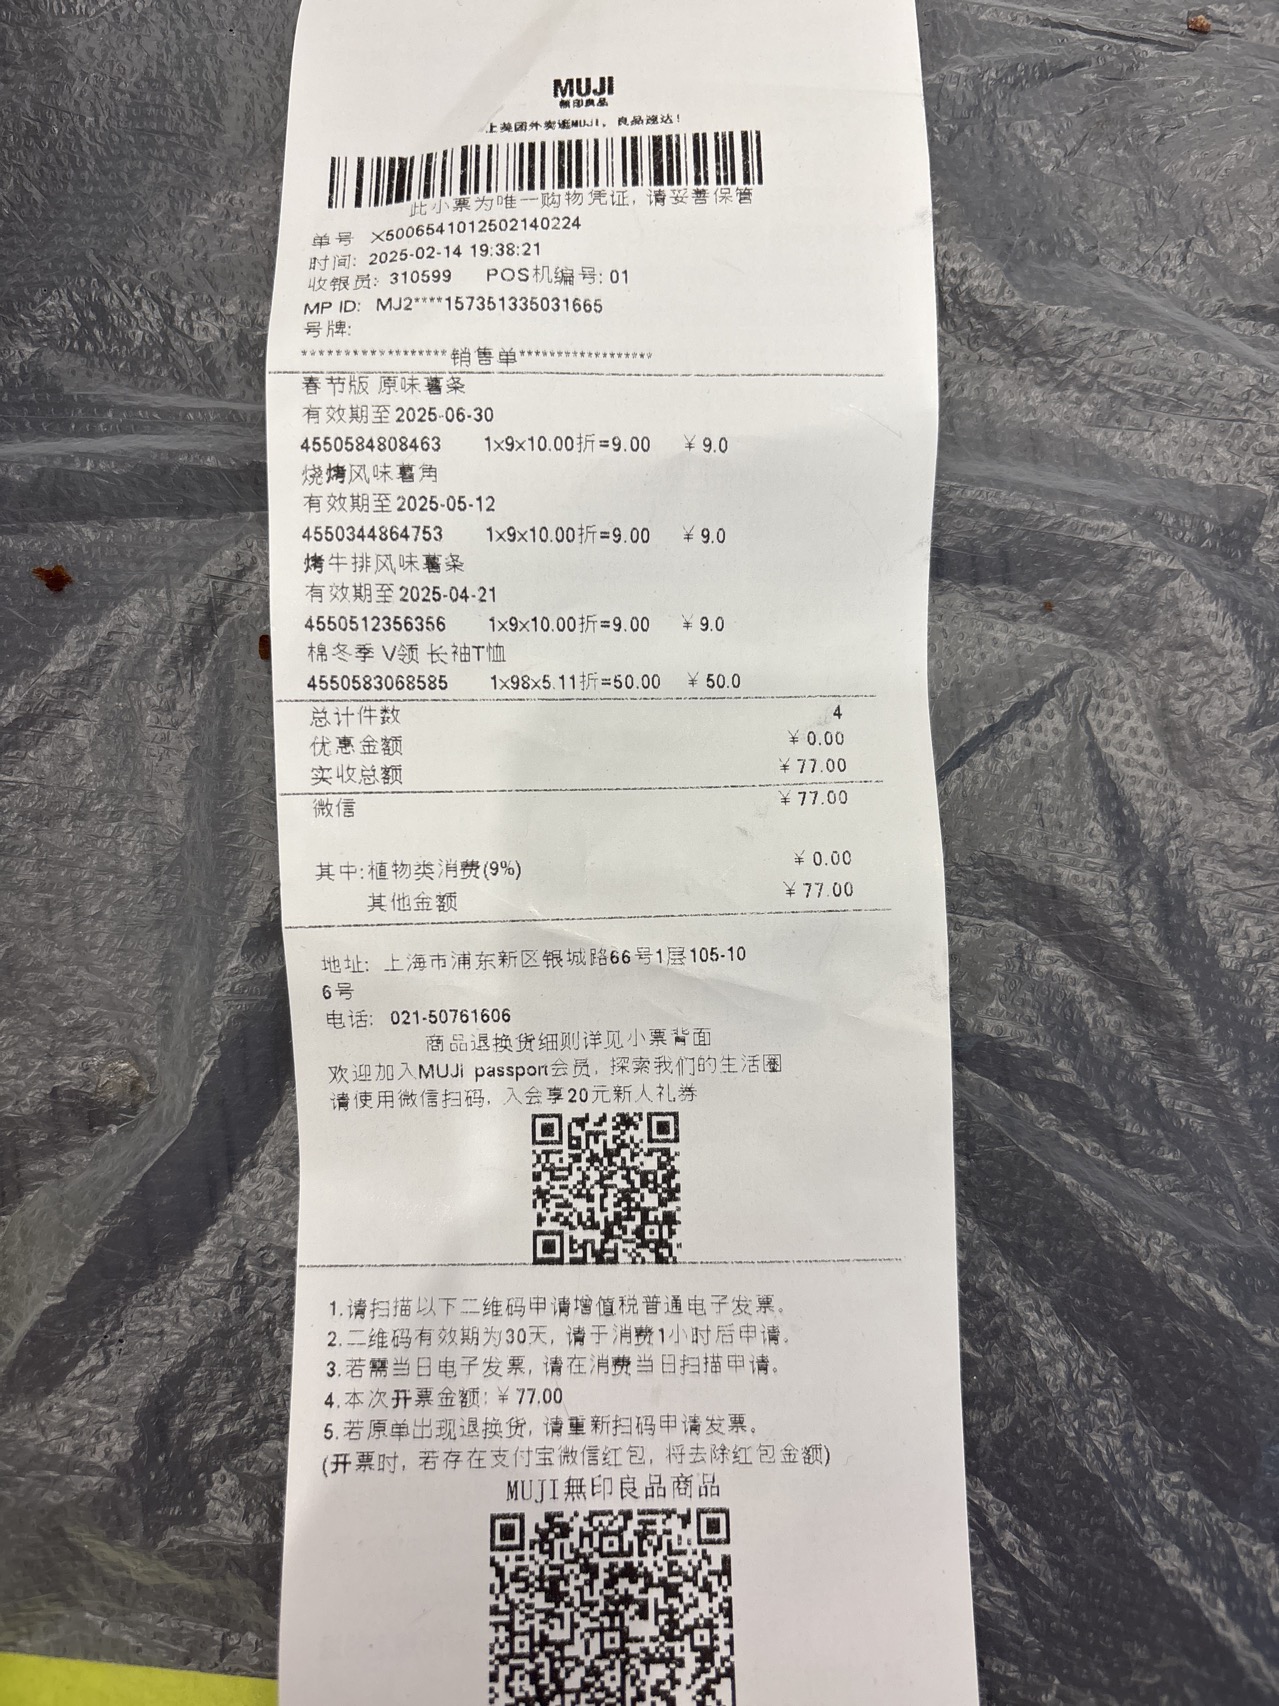 MUJI
無印良品
上美团外卖逛MUJI，良品速达！
此小票为唯一购物凭证，请妥善保管
单号 X5006541012502140224
时间: 2025-02-14 19:38:21
收银员: 310599 POS机编号: 01
MP ID: MJ2****157351335031665
号牌:
******************销售单*****************
春节版 原味薯条
有效期至2025-06-30
4550584808463 1x9x10.00折=9.00 ￥9.0
烧烤风味薯角
有效期至2025-05-12
4550344864753 1x9x10.00折=9.00 ￥9.0
烤牛排风味薯条
有效期至2025-04-21
4550512356356 1x9x10.00折=9.00 ￥9.0
棉冬季 V领 长袖T恤
4550583068585 1x98x5.11折=50.00 ￥50.0
总计件数 4
优惠金额 ￥0.00
实收总额 ￥77.00
微信 ￥77.00
其中:植物类消费(9%) ￥0.00
其他金额 ￥77.00
地址: 上海市浦东新区银城路66号1层105-10
6号
电话: 021-50761606
商品退换货细则详见小票背面
欢迎加入MUJI passport会员，探索我们的生活圈
请使用微信扫码，入会享20元新人礼券
1.请扫描以下二维码申请增值税普通电子发票。
2.二维码有效期为30天，请于消费1小时后申请。
3.若需当日电子发票，请在消费当日扫描申请。
4.本次开票金额:￥77.00
5.若原单出现退换货，请重新扫码申请发票。
(开票时，若存在支付宝微信红包，将去除红包金额)
MUJI無印良品商品